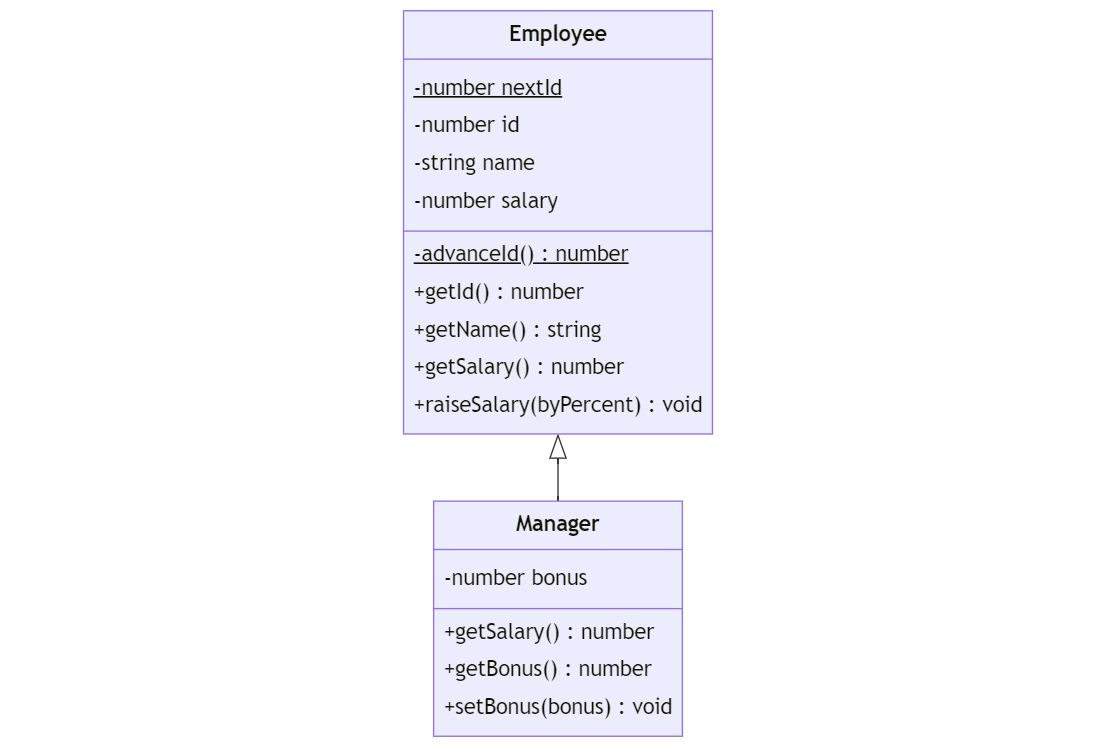 Employee
-number nextId
-number id
-string name
-number salary
-advanceId() : number
+getId() : number
+getName() : string
+getSalary() : number
+raiseSalary(byPercent) : void
Manager
-number bonus
+getSalary() : number
+getBonus() : number
+setBonus(bonus) : void